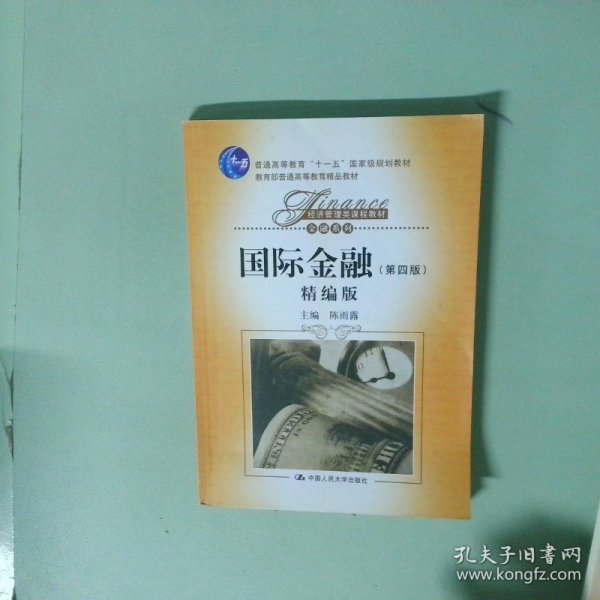 十一五
普通高等教育“十一五”国家级规划教材
教育部普通高等教育精品教材
Finance
经济管理类课程教材
金融系列
国际金融（第四版）
精编版
主编 陈雨露
中国人民大学出版社
孔夫子旧书网
www.kongfz.com